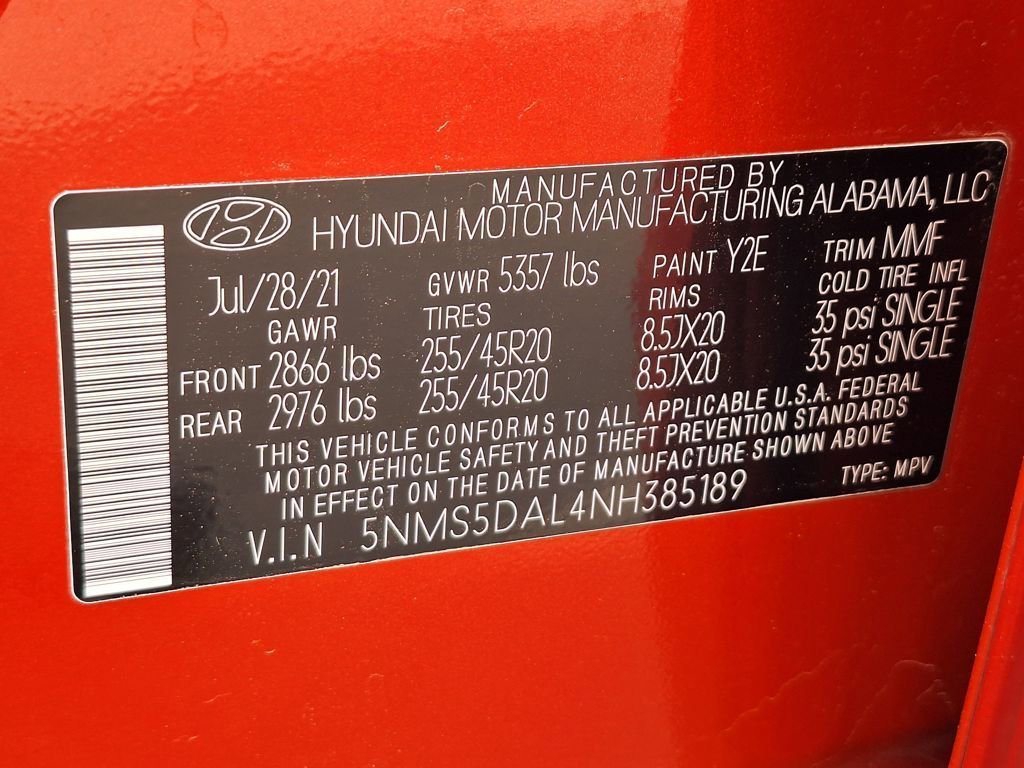 MANUFACTURED BY
HYUNDAI MOTOR MANUFACTURING ALABAMA, LLC
Jul/28/21 GVWR 5357 lbs PAINT Y2E TRIM MMF
GAWR TIRES RIMS COLD TIRE INFL
FRONT 2866 lbs 255/45R20 8.5JX20 35 psi SINGLE
REAR 2976 lbs 255/45R20 8.5JX20 35 psi SINGLE
THIS VEHICLE CONFORMS TO ALL APPLICABLE U.S.A. FEDERAL
MOTOR VEHICLE SAFETY AND THEFT PREVENTION STANDARDS
IN EFFECT ON THE DATE OF MANUFACTURE SHOWN ABOVE
V.I.N 5NMS5DAL4NH385189 TYPE: MPV